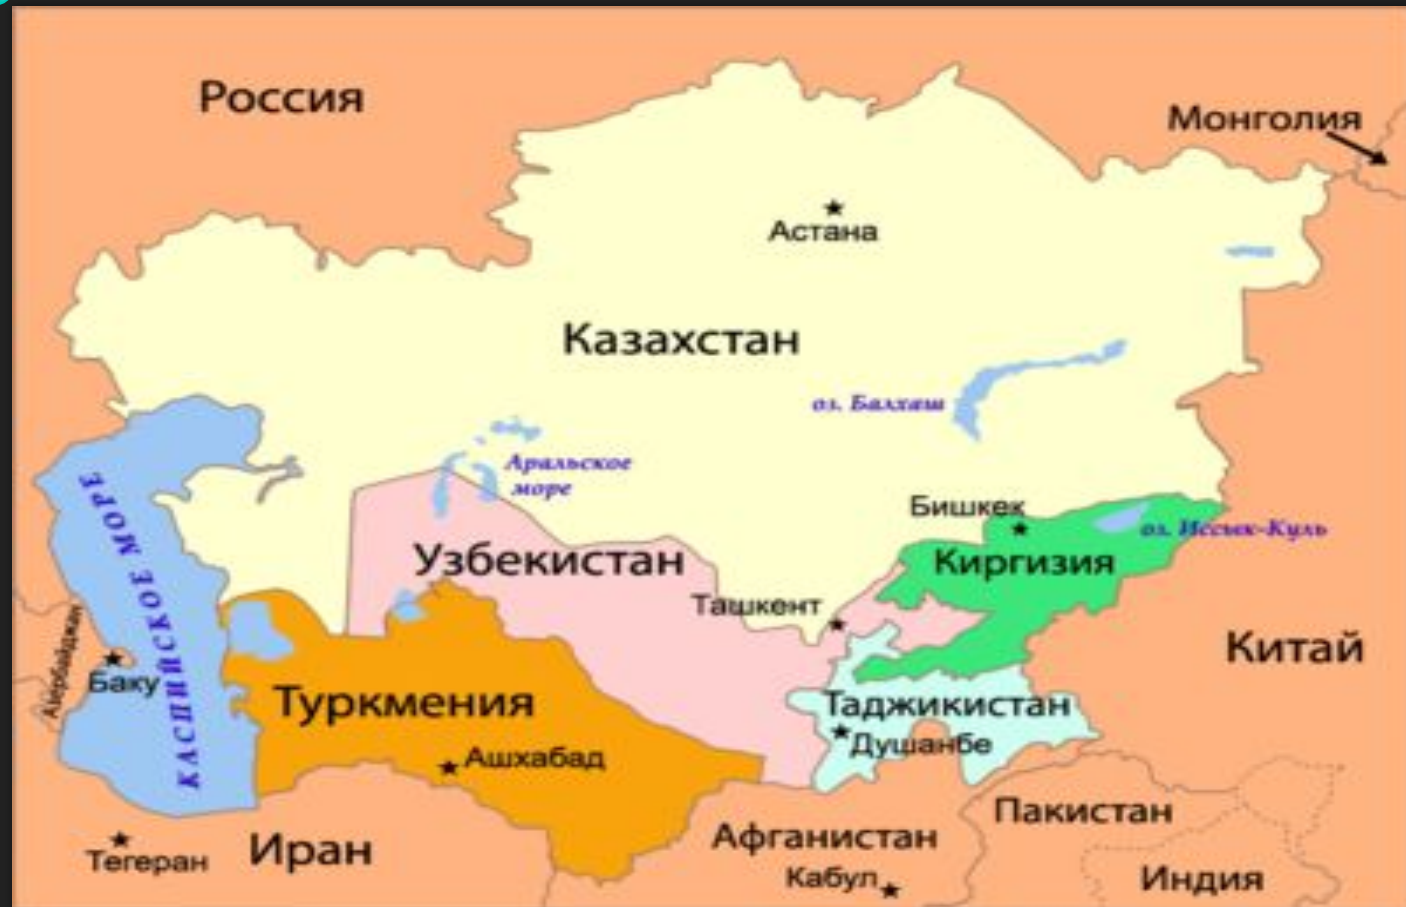 Россия
Монголия
Астана
Казахстан
оз. Балхаш
Аральское
море
КАСПИЙСКОЕ МОРЕ
Бишкек
оз. Иссык-Куль
Узбекистан
Киргизия
Ташкент
Азербайджан
Баку
Китай
Туркмения
Таджикистан
Душанбе
Ашхабад
Пакистан
Тегеран
Иран
Афганистан
Кабул
Индия